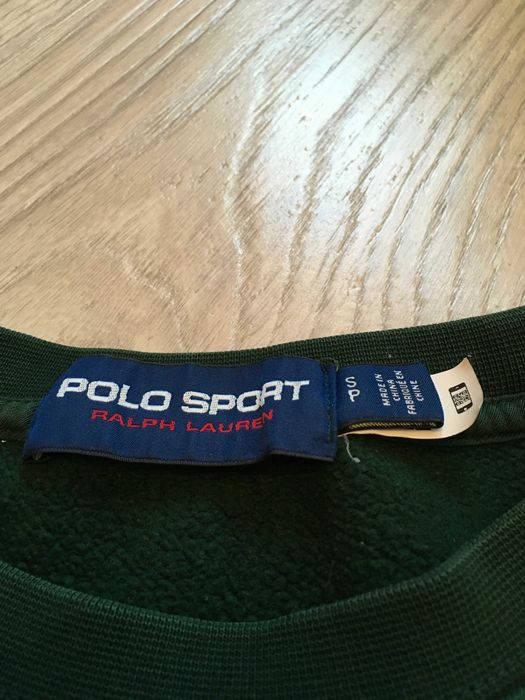 POLO SPORT
RALPH LAUREN
S
P
MADE IN
CHINA
FABRIQUÉ EN
CHINE